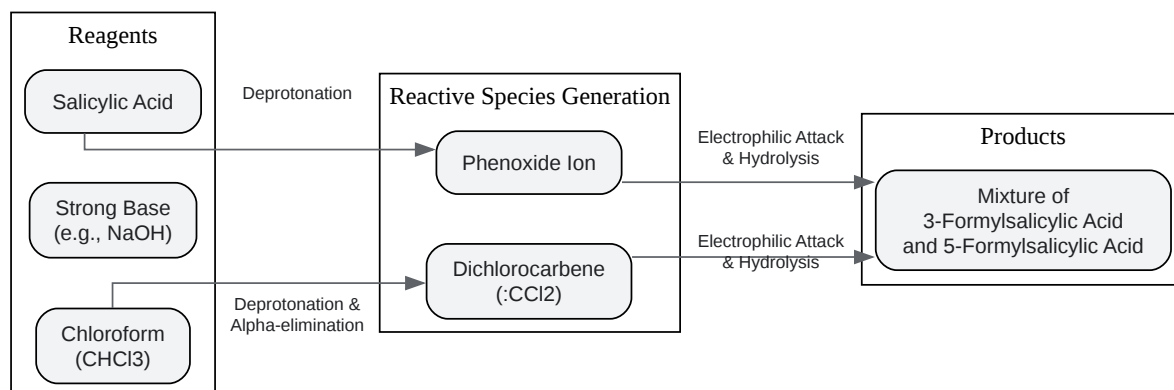 Reagents
Salicylic Acid
Strong Base
(e.g., NaOH)
Chloroform
(CHCl3)
Deprotonation
Deprotonation &
Alpha-elimination
Reactive Species Generation
Phenoxide Ion
Dichlorocarbene
(:CCl2)
Electrophilic Attack
& Hydrolysis
Electrophilic Attack
& Hydrolysis
Products
Mixture of
3-Formylsalicylic Acid
and 5-Formylsalicylic Acid